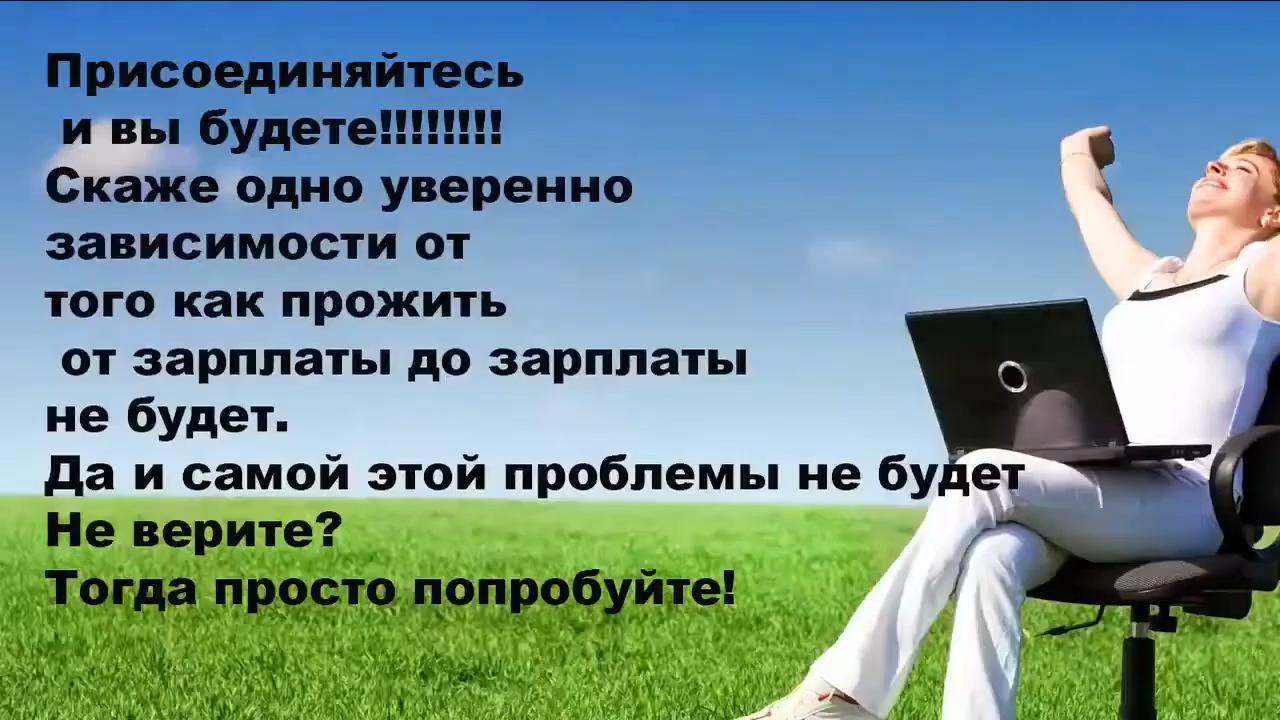 Присоединяйтесь
и вы будете!!!!!!!!
Скаже одно уверенно
зависимости от
того как прожить
от зарплаты до зарплаты
не будет.
Да и самой этой проблемы не будет
Не верите?
Тогда просто попробуйте!